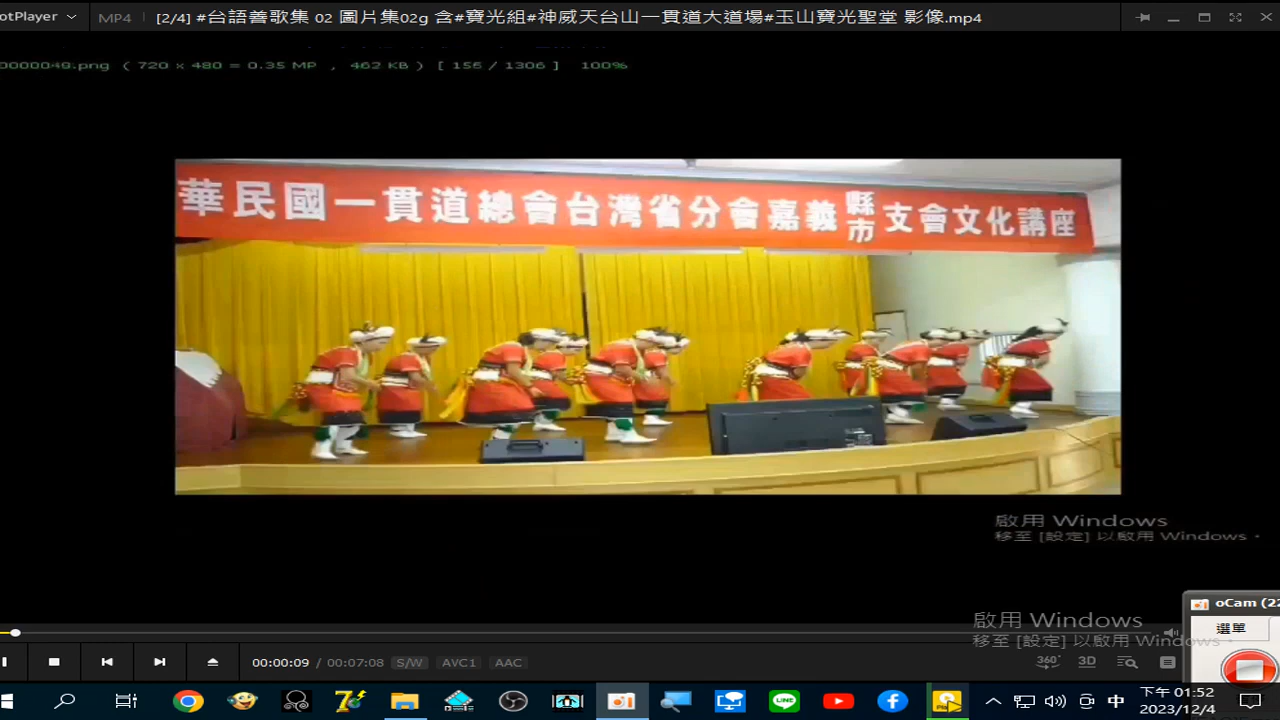 otPlayer
MP4
[2/4] #台語善歌集 02 圖片集02g 含#寶光組#神威天台山一貫道大道場#玉山寶光聖堂 影像.mp4
0000048.png ( 720 x 480 = 0.35 MP , 462 KB ) [ 155 / 1306 ] 100%
華民國一貫道總會台灣省分會嘉義縣市支會文化講座
啟用 Windows
移至 [設定] 以啟用 Windows。
oCam (22
選單
啟用 Windows
移至 [設定] 以啟用 Windows。
00:00:09 / 00:07:08 S/W AVC1 AAC
360° 3D
中
下午 01:52
2023/12/4